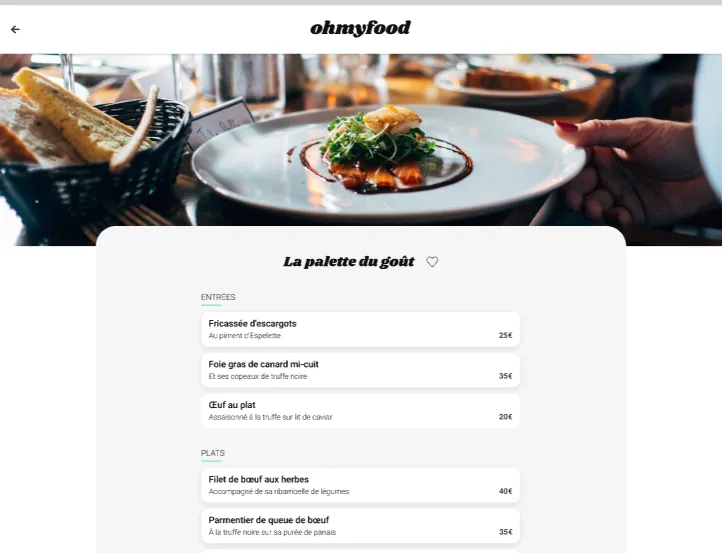 ohmyfood
La palette du goût
ENTRÉES
Fricassée d'escargots
Au piment d'Espelette
25€
Foie gras de canard mi-cuit
Et ses copeaux de truffe noire
35€
Œuf au plat
Assaisonné à la truffe sur lit de caviar
20€
PLATS
Filet de bœuf aux herbes
Accompagné de sa ribambelle de légumes
40€
Parmentier de queue de bœuf
À la truffe noire sur sa purée de panais
35€